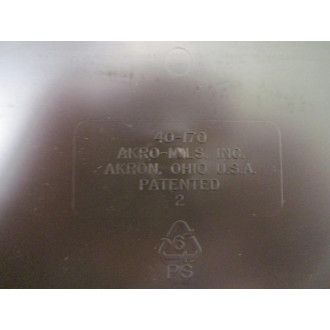 40-170
AKRO-MILS, INC.
AKRON, OHIO U.S.A.
PATENTED
2
6
PS